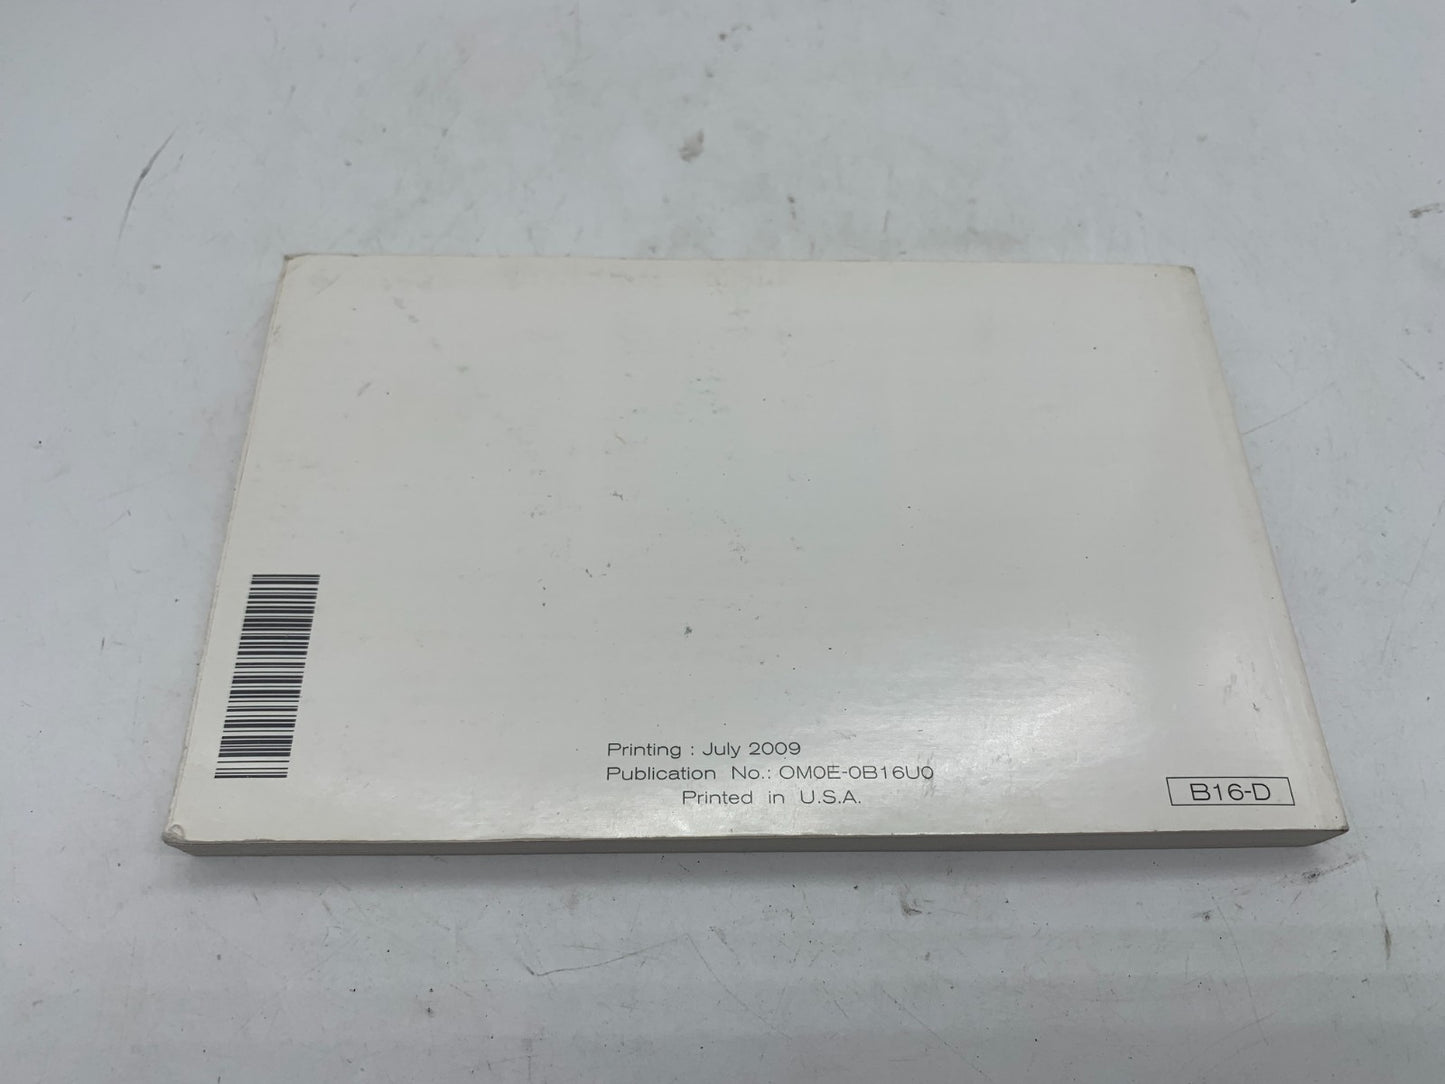 Printing : July 2009
Publication No.: OM0E-0B16U0
Printed in U.S.A.
B16-D